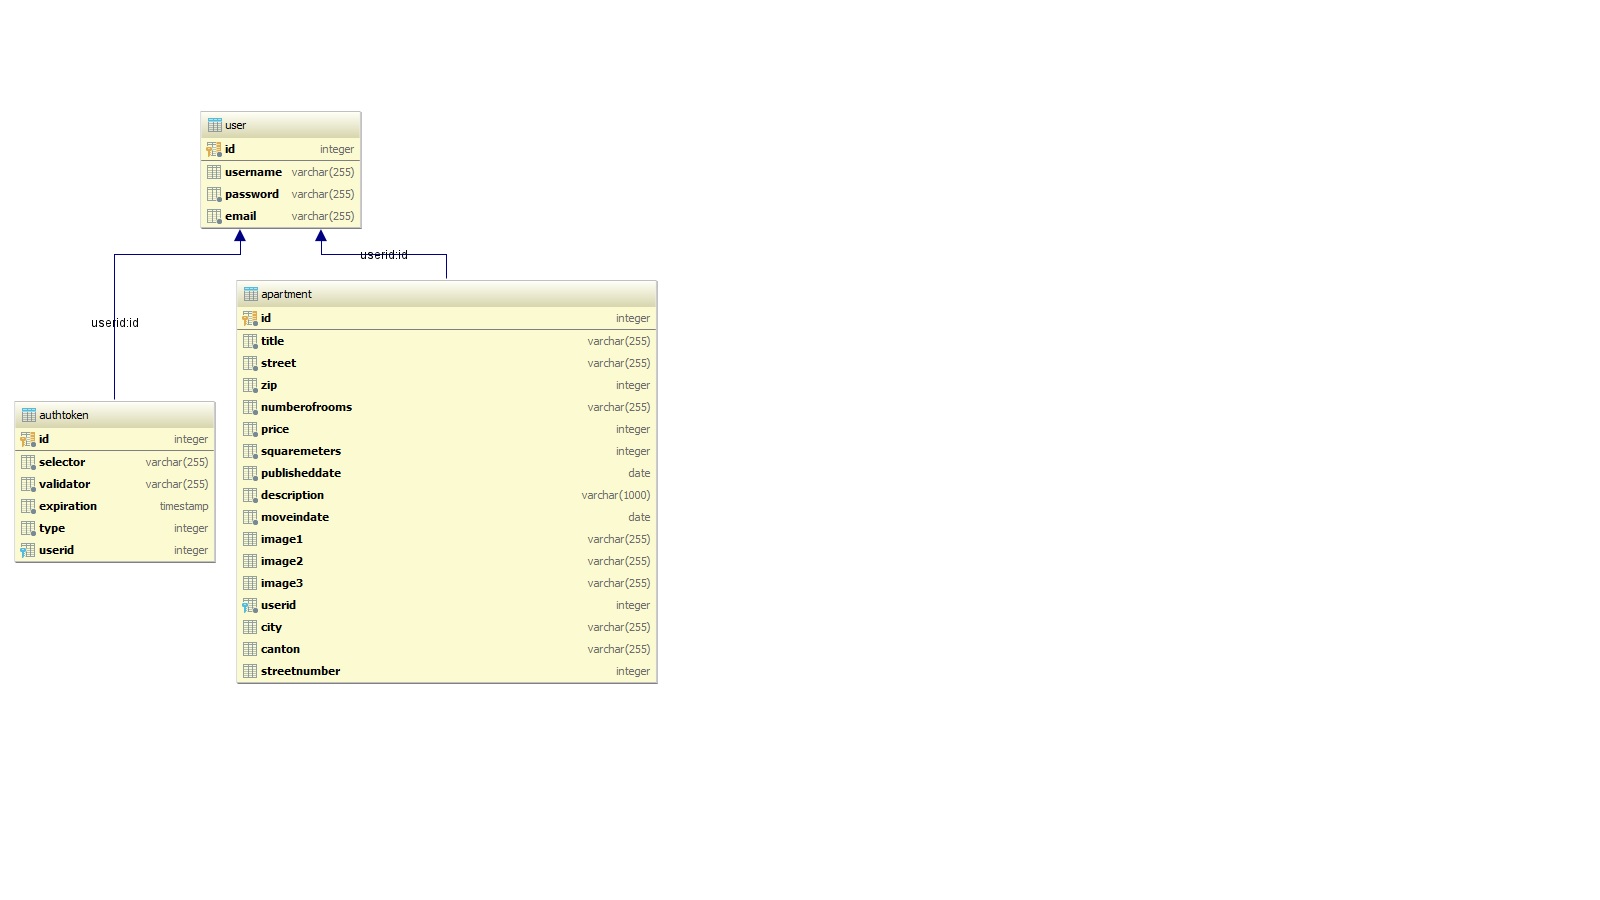 user
id integer
username varchar(255)
password varchar(255)
email varchar(255)
userid:id
userid:id
apartment
id integer
title varchar(255)
street varchar(255)
zip integer
numberofrooms varchar(255)
price integer
squaremeters integer
publisheddate date
description varchar(1000)
moveindate date
image1 varchar(255)
image2 varchar(255)
image3 varchar(255)
userid integer
city varchar(255)
canton varchar(255)
streetnumber integer
authtoken
id integer
selector varchar(255)
validator varchar(255)
expiration timestamp
type integer
userid integer